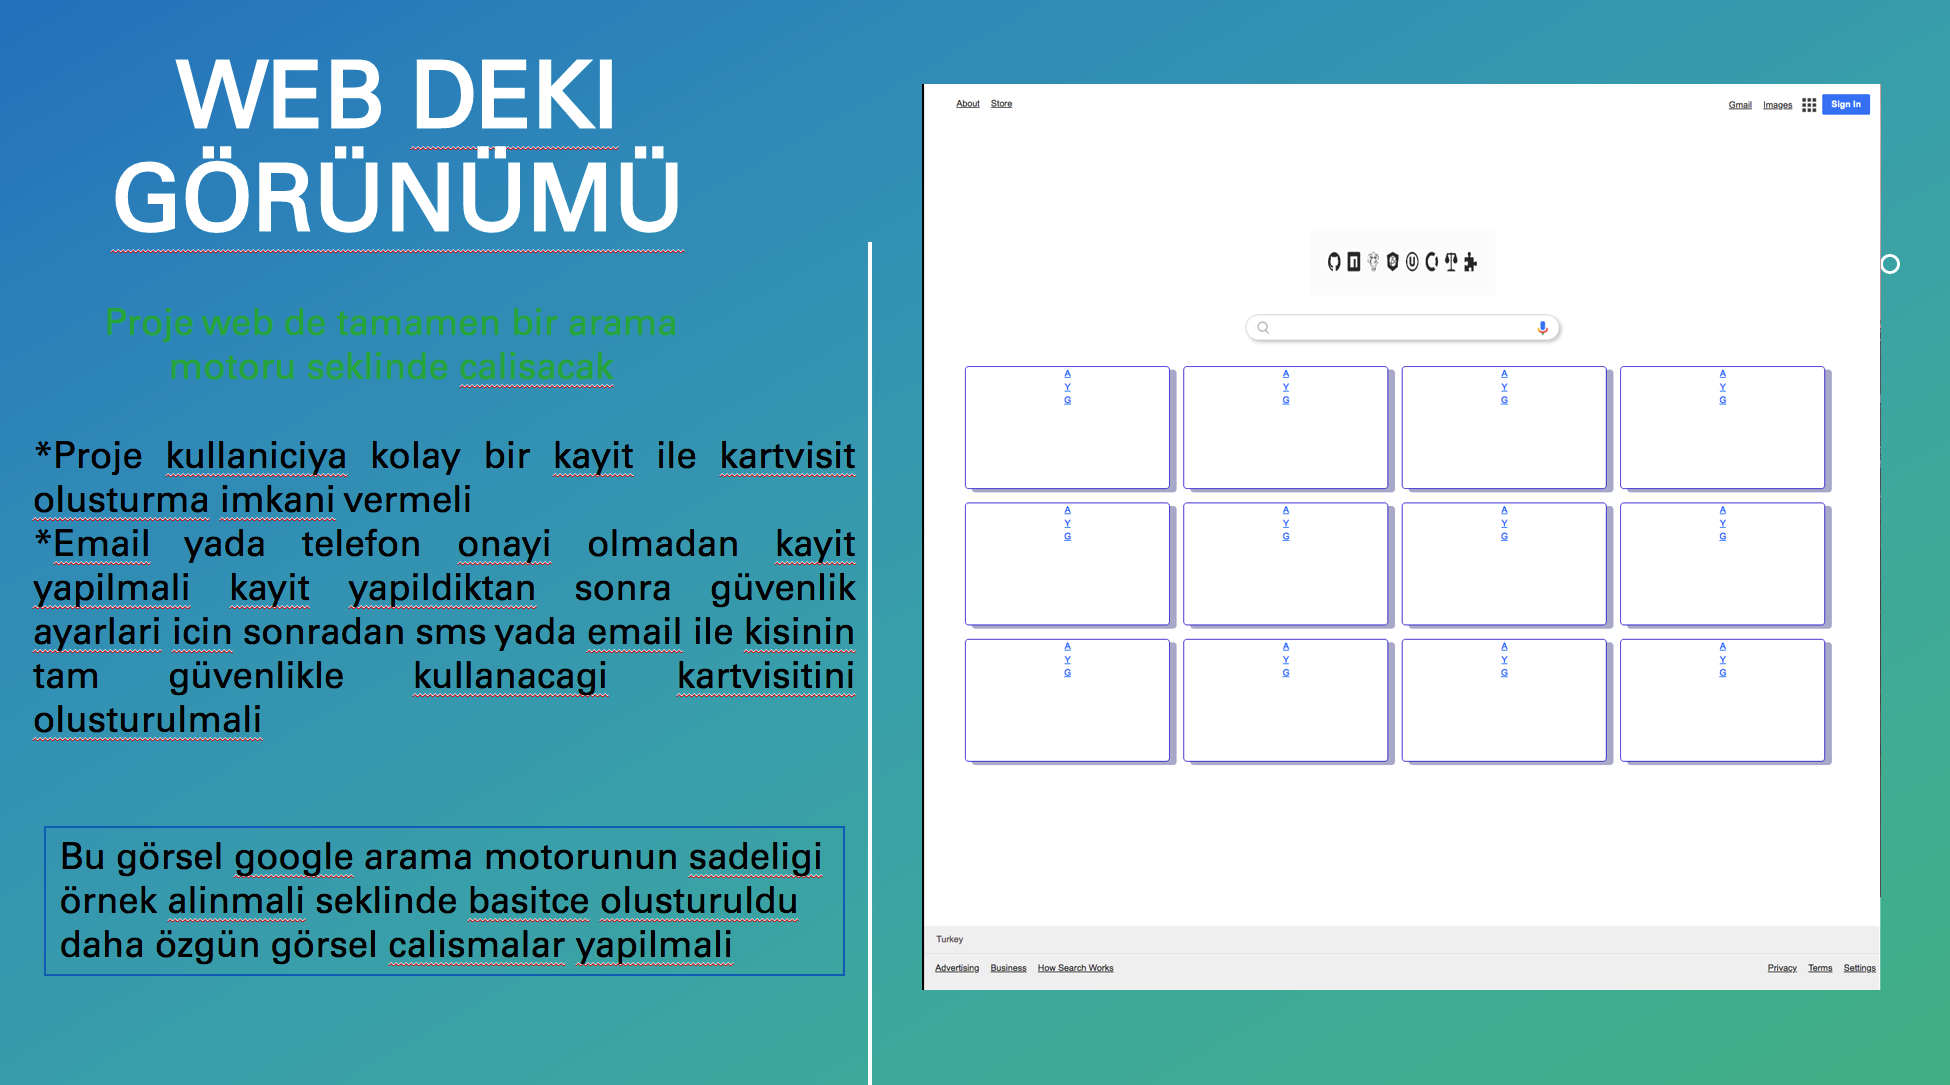 WEB DEKI
GÖRÜNÜMÜ
Proje web de tamamen bir arama
motoru seklinde calisacak
*Proje kullaniciya kolay bir kayit ile kartvisit
olusturma imkani vermeli
*Email yada telefon onayi olmadan kayit
yapilmali kayit yapildiktan sonra güvenlik
ayarlari icin sonradan sms yada email ile kisinin
tam güvenlikle kullanacagi kartvisitini
olusturulmali
Bu görsel google arama motorunun sadeligi
örnek alinmali seklinde basitce olusturuldu
daha özgün görsel calismalar yapilmali
About Store Gmail Images Sign In
A A A A
Y Y Y Y
G G G G
A A A A
Y Y Y Y
G G G G
A A A A
Y Y Y Y
G G G G
Turkey
Advertising Business How Search Works Privacy Terms Settings